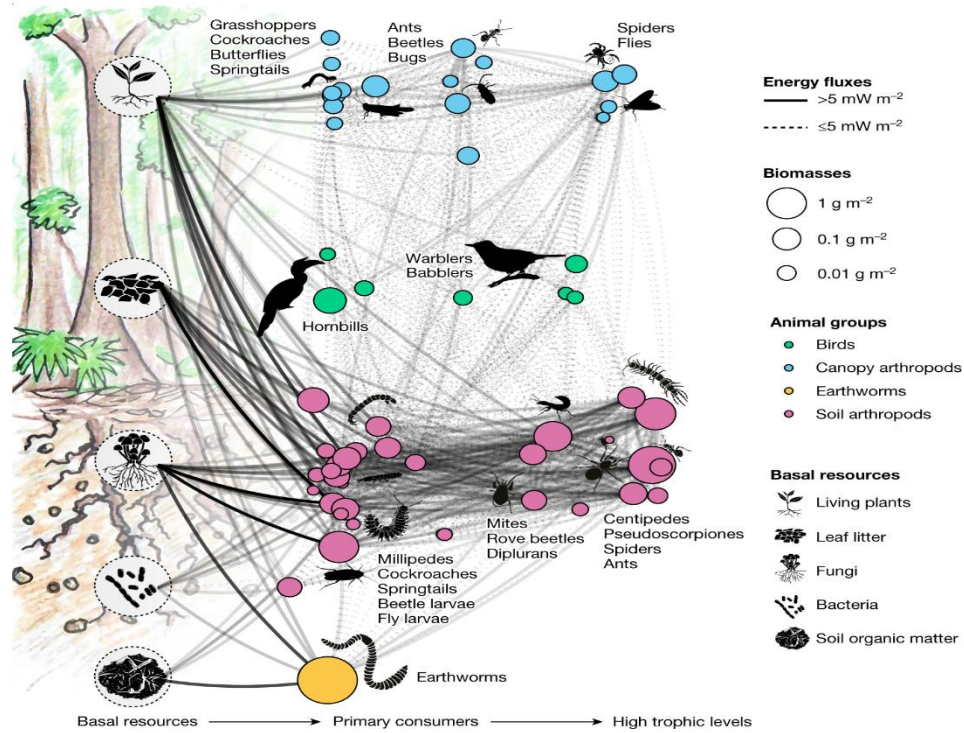 Grasshoppers
Cockroaches
Butterflies
Springtails
Ants
Beetles
Bugs
Spiders
Flies
Warblers
Babblers
Hornbills
Mites
Rove beetles
Diplurans
Centipedes
Pseudoscorpiones
Spiders
Ants
Millipedes
Cockroaches
Springtails
Beetle larvae
Fly larvae
Earthworms
Basal resources
Primary consumers
High trophic levels
Energy fluxes
>5 mW m⁻²
≤5 mW m⁻²
Biomasses
1 g m⁻²
0.1 g m⁻²
0.01 g m⁻²
Animal groups
Birds
Canopy arthropods
Earthworms
Soil arthropods
Basal resources
Living plants
Leaf litter
Fungi
Bacteria
Soil organic matter